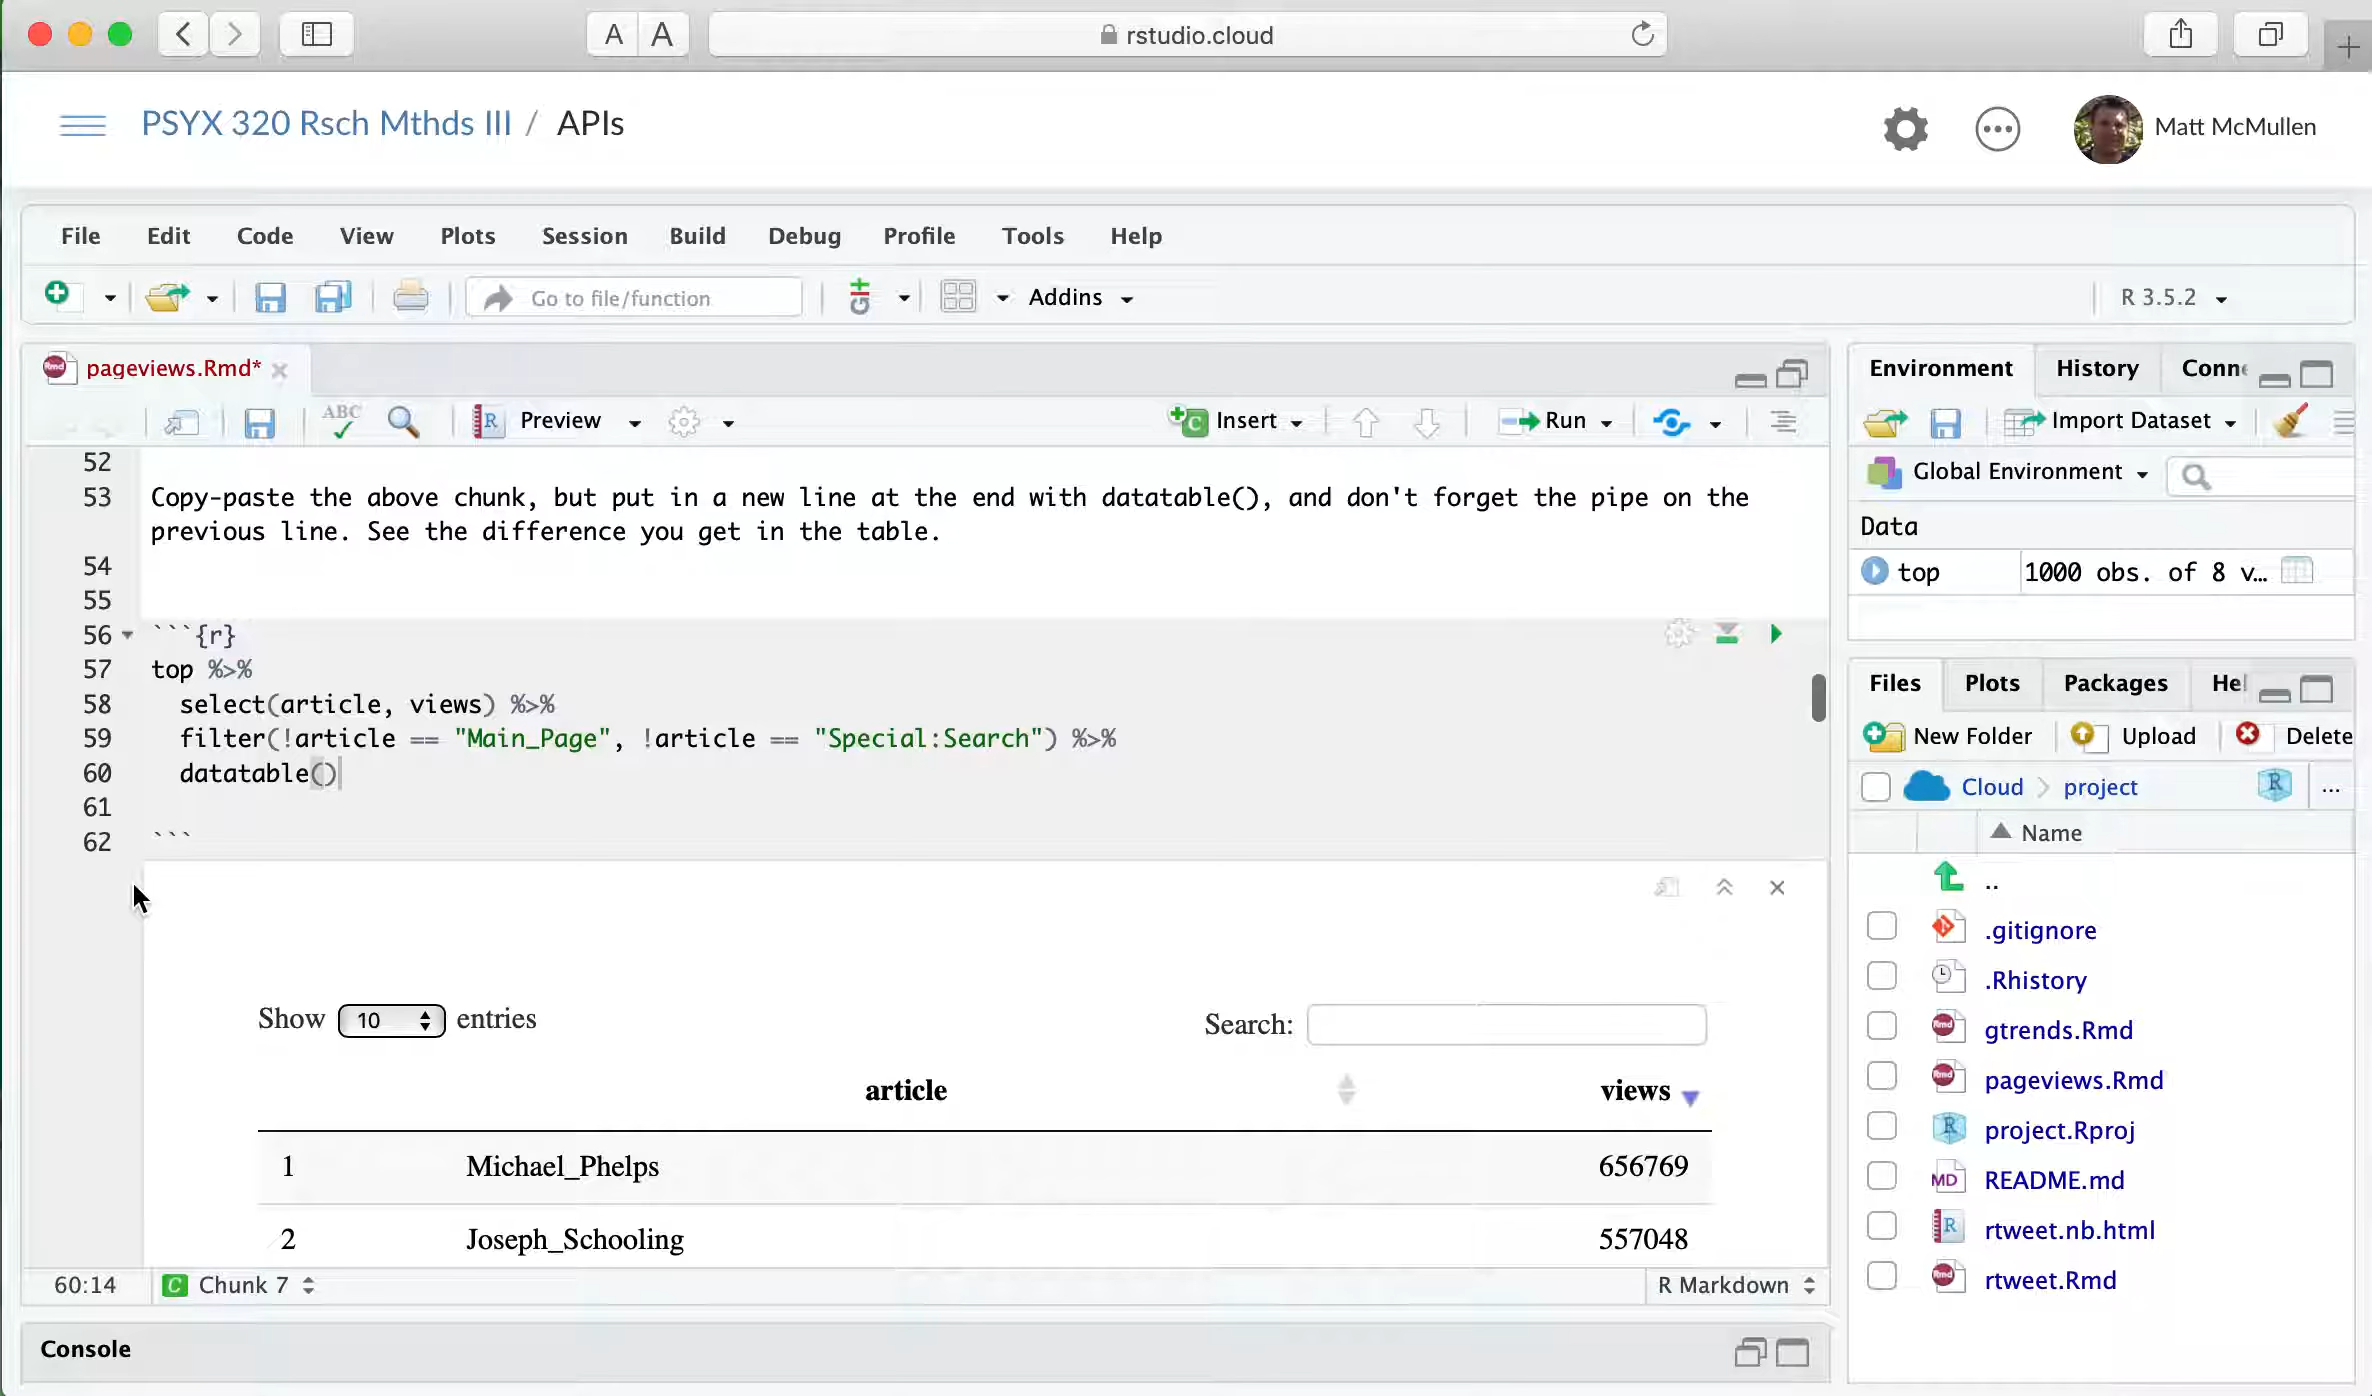 A A
rstudio.cloud
PSYX 320 Rsch Mthds III / APIs
Matt McMullen
File Edit Code View Plots Session Build Debug Profile Tools Help
Go to file/function
Addins
R 3.5.2
pageviews.Rmd*
ABC
Preview
Insert
Run
52
53 Copy-paste the above chunk, but put in a new line at the end with datatable(), and don't forget the pipe on the
previous line. See the difference you get in the table.
54
55
56 ```{r}
57 top %>%
58 select(article, views) %>%
59 filter(!article == "Main_Page", !article == "Special:Search") %>%
60 datatable()
61
62 ```
Show 10 entries
Search:
article views
1 Michael_Phelps 656769
2 Joseph_Schooling 557048
60:14 C Chunk 7
R Markdown
Console
Environment History Conne
Import Dataset
Global Environment
Data
top 1000 obs. of 8 v…
Files Plots Packages Hel
New Folder Upload Delete
Cloud project R ...
Name
..
.gitignore
.Rhistory
gtrends.Rmd
pageviews.Rmd
project.Rproj
README.md
rtweet.nb.html
rtweet.Rmd